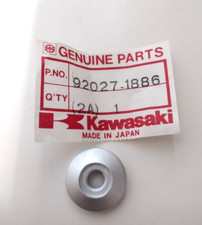 GENUINE PARTS
P.NO. 92027-1886
Q'TY (2A) 1
Kawasaki
MADE IN JAPAN